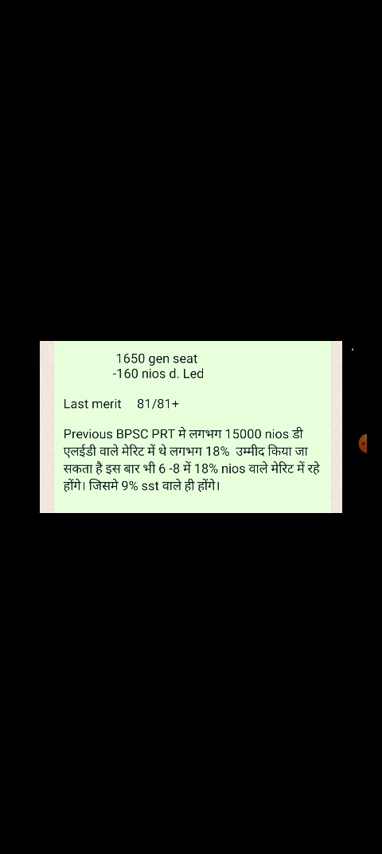 1650 gen seat
-160 nios d. Led
Last merit 81/81+
Previous BPSC PRT मे लगभग 15000 nios डी
एलईडी वाले मेरिट में थे लगभग 18% उम्मीद किया जा
सकता है इस बार भी 6 -8 में 18% nios वाले मेरिट में रहे
होंगे। जिसमे 9% sst वाले ही होंगे।